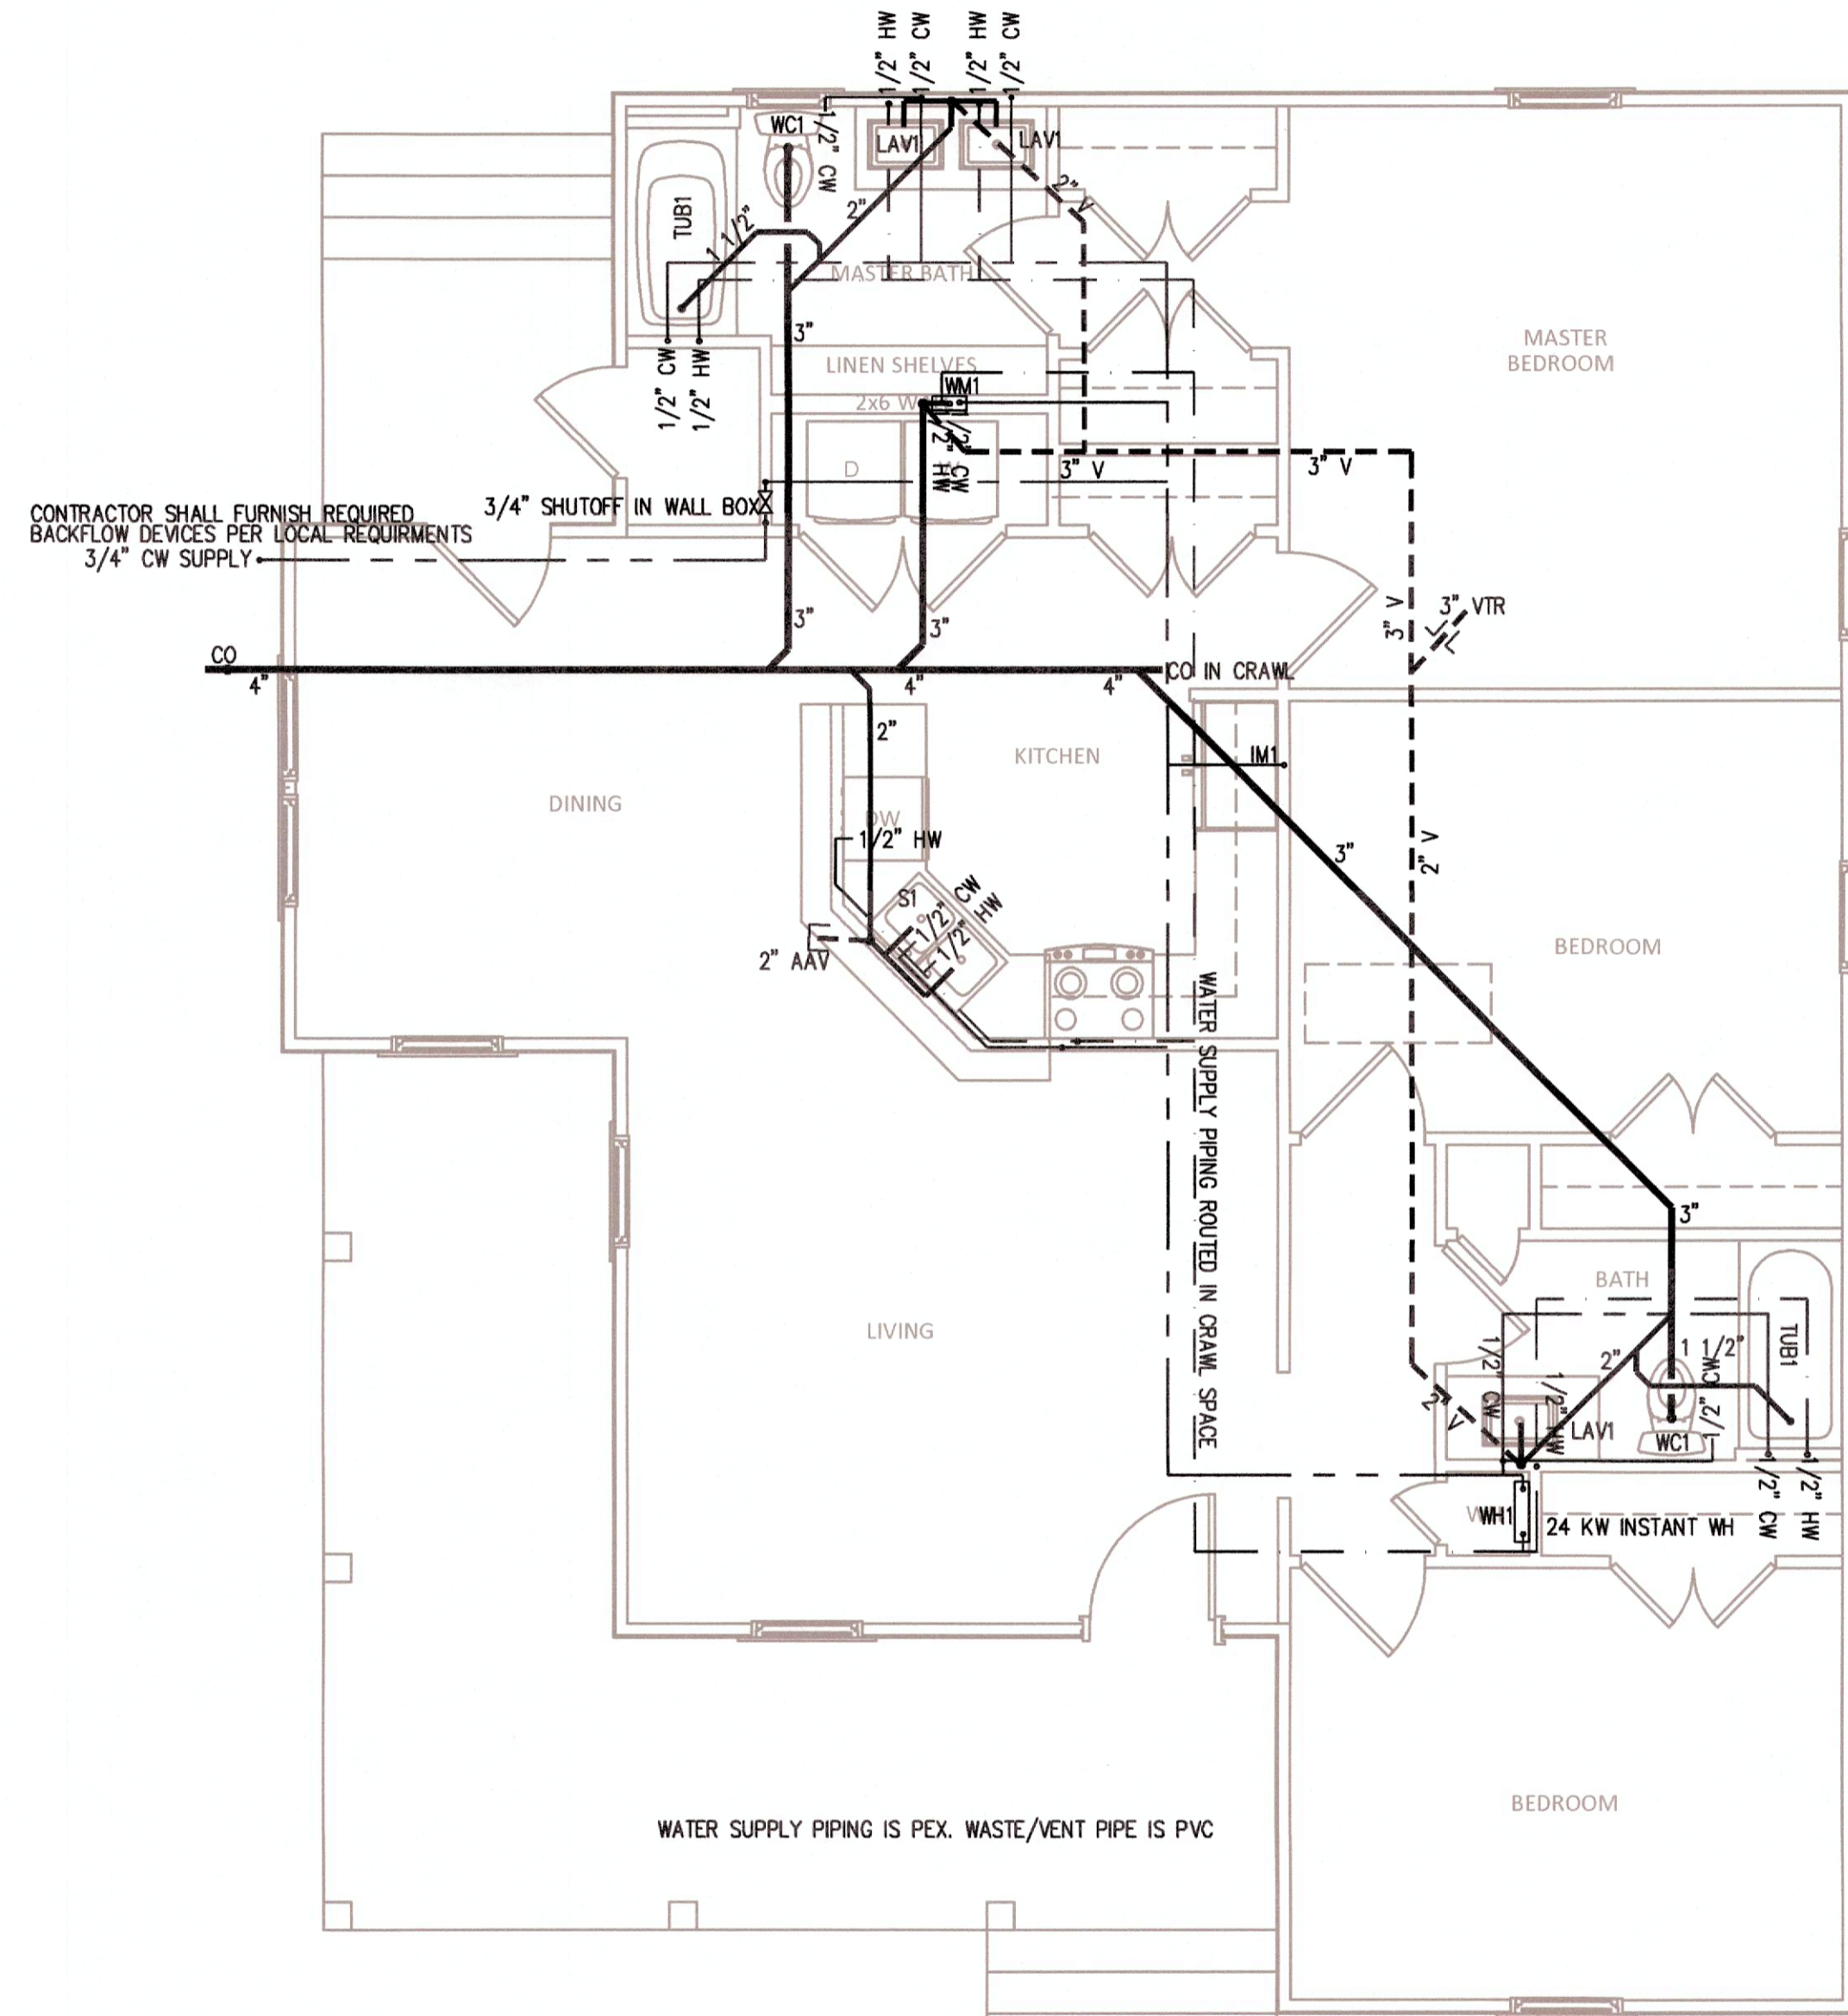 1/2" HW
1/2" CW
1/2" HW
1/2" CW
WC1
1/2" CW
LAV1
LAV1
TUB1
1 1/2"
2"
2" V
MASTER BATH
3"
1/2" CW
1/2" HW
LINEN SHELVES
WM1
2x6 W
MASTER
BEDROOM
1/2" HW
1/2" CW
D
3" V
3" V
CONTRACTOR SHALL FURNISH REQUIRED
BACKFLOW DEVICES PER LOCAL REQUIRMENTS
3/4" CW SUPPLY
3/4" SHUTOFF IN WALL BOX
3"
3"
3" V
3" VTR
CO
4"
4"
4"
CO IN CRAWL
2"
KITCHEN
IM1
DINING
DW
1/2" HW
3"
2" V
S1
1/2" CW
1/2" HW
2" AAV
BEDROOM
WATER SUPPLY PIPING ROUTED IN CRAWL SPACE
3"
BATH
LIVING
1/2" CW
1/2" HW
2"
1 1/2"
1/2" CW
TUB1
2" V
LAV1
WC1
WH1
24 KW INSTANT WH
1/2" CW
1/2" HW
BEDROOM
WATER SUPPLY PIPING IS PEX. WASTE/VENT PIPE IS PVC